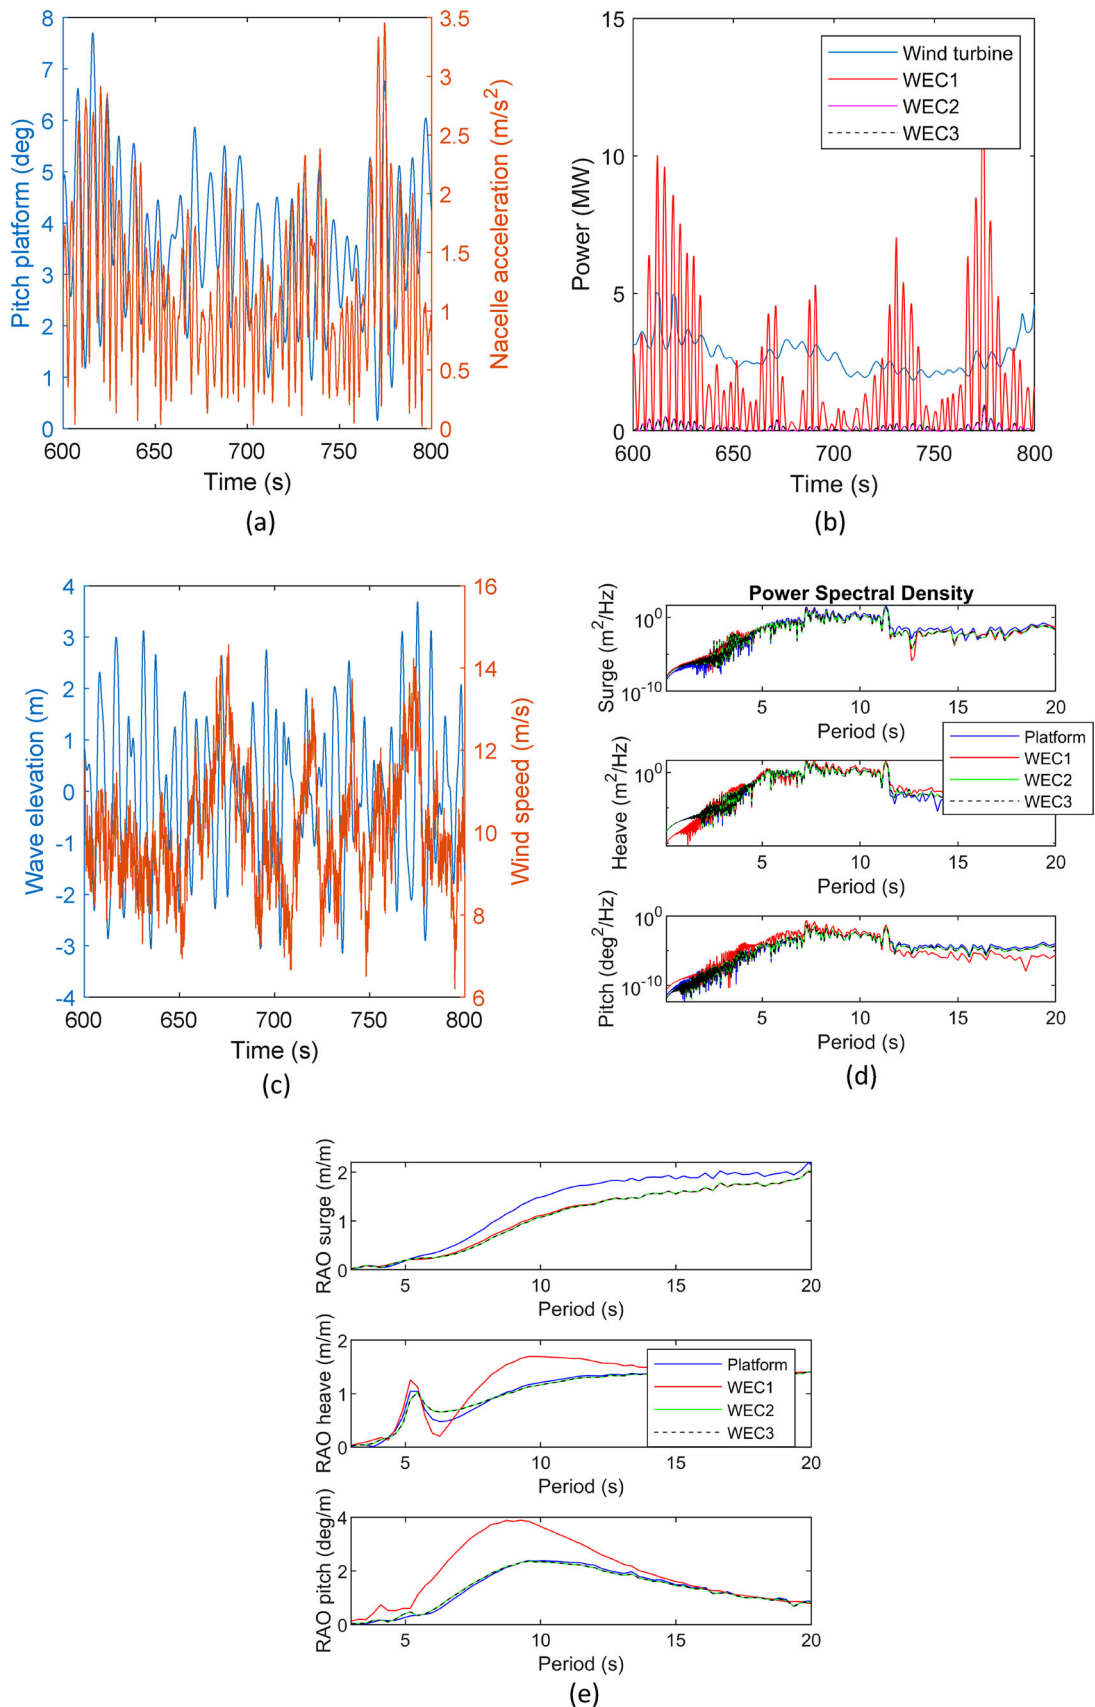 8
7
6
5
4
3
2
1
0
Pitch platform (deg)
3.5
3
2.5
2
1.5
1
0.5
0
Nacelle acceleration (m/s²)
600 650 700 750 800
Time (s)
(a)
15
10
5
0
Power (MW)
Wind turbine
WEC1
WEC2
WEC3
600 650 700 750 800
Time (s)
(b)
4
3
2
1
0
-1
-2
-3
-4
Wave elevation (m)
16
14
12
10
8
6
Wind speed (m/s)
600 650 700 750 800
Time (s)
(c)
Power Spectral Density
Surge (m²/Hz)
10⁰
10⁻¹⁰
5 10 15 20
Period (s)
Platform
WEC1
WEC2
WEC3
Heave (m²/Hz)
10⁰
5 10 15 20
Period (s)
Pitch (deg²/Hz)
10⁰
10⁻¹⁰
5 10 15 20
Period (s)
(d)
RAO surge (m/m)
2
1
0
5 10 15 20
Period (s)
RAO heave (m/m)
2
1
0
Platform
WEC1
WEC2
WEC3
5 10 15 20
Period (s)
RAO pitch (deg/m)
4
2
0
5 10 15 20
Period (s)
(e)